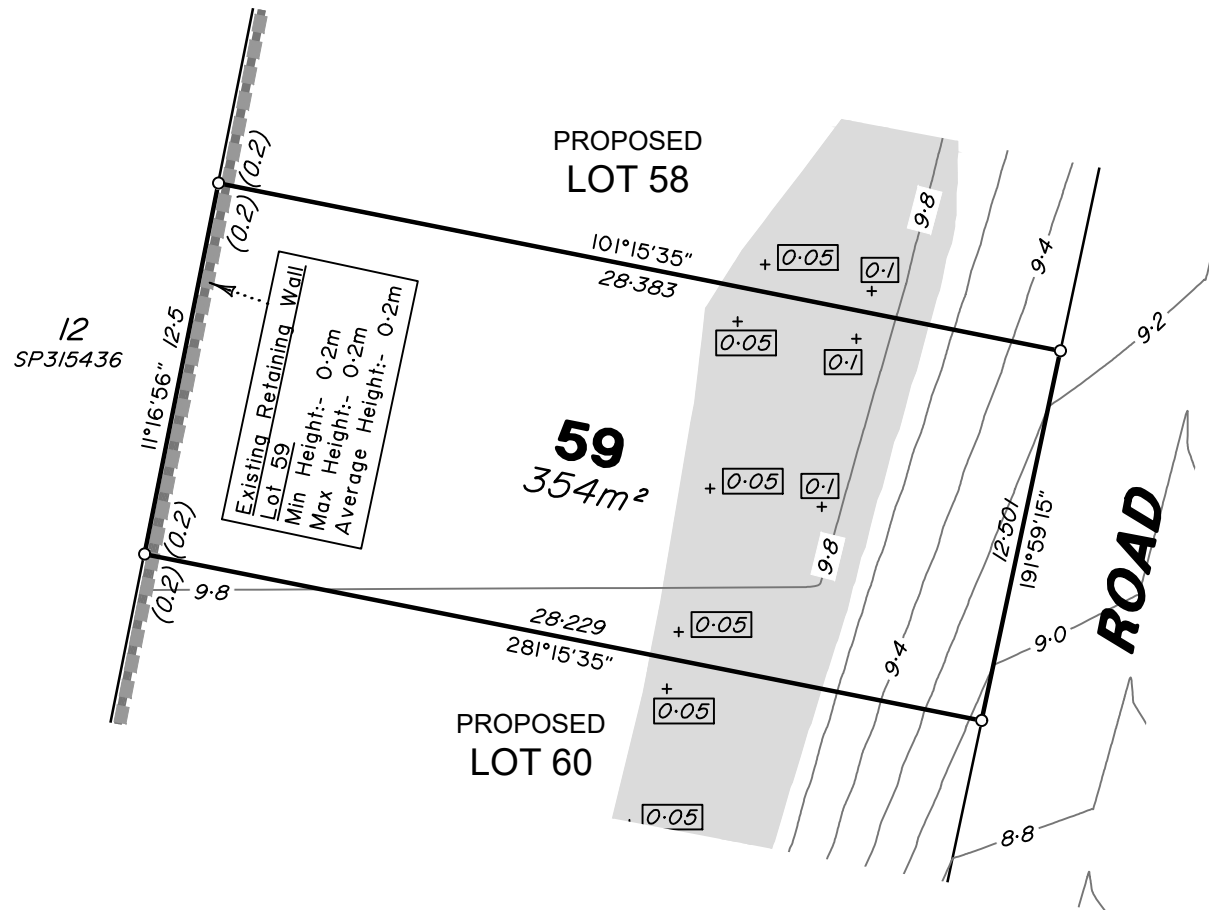 PROPOSED
LOT 58
(0.2)
(0.2)
9·8
101°15'35"
28·383
0·05
0·1
9·4
9·2
0·05
0·1
12
SP315436
11°16'56" 12·5
Existing Retaining Wall
Lot 59
Min Height:- 0·2m
Max Height:- 0·2m
Average Height:- 0·2m
59
354m²
0·05
0·1
12·501
191°59'15"
ROAD
(0.2)
(0.2)
9·8
9·8
28·229
281°15'35"
0·05
9·4
9·0
0·05
PROPOSED
LOT 60
0·05
8·8